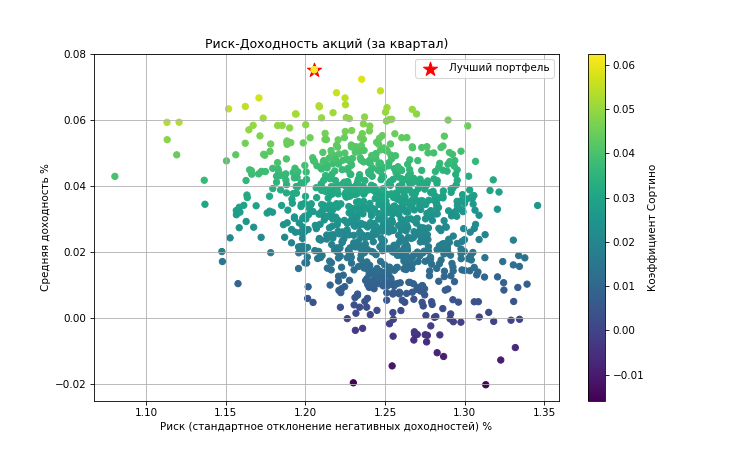 Риск-Доходность акций (за квартал)
Лучший портфель
Средняя доходность %
0.08
0.06
0.04
0.02
0.00
−0.02
1.10 1.15 1.20 1.25 1.30 1.35
Риск (стандартное отклонение негативных доходностей) %
0.06
0.05
0.04
0.03
0.02
0.01
0.00
−0.01
Коэффициент Сортино